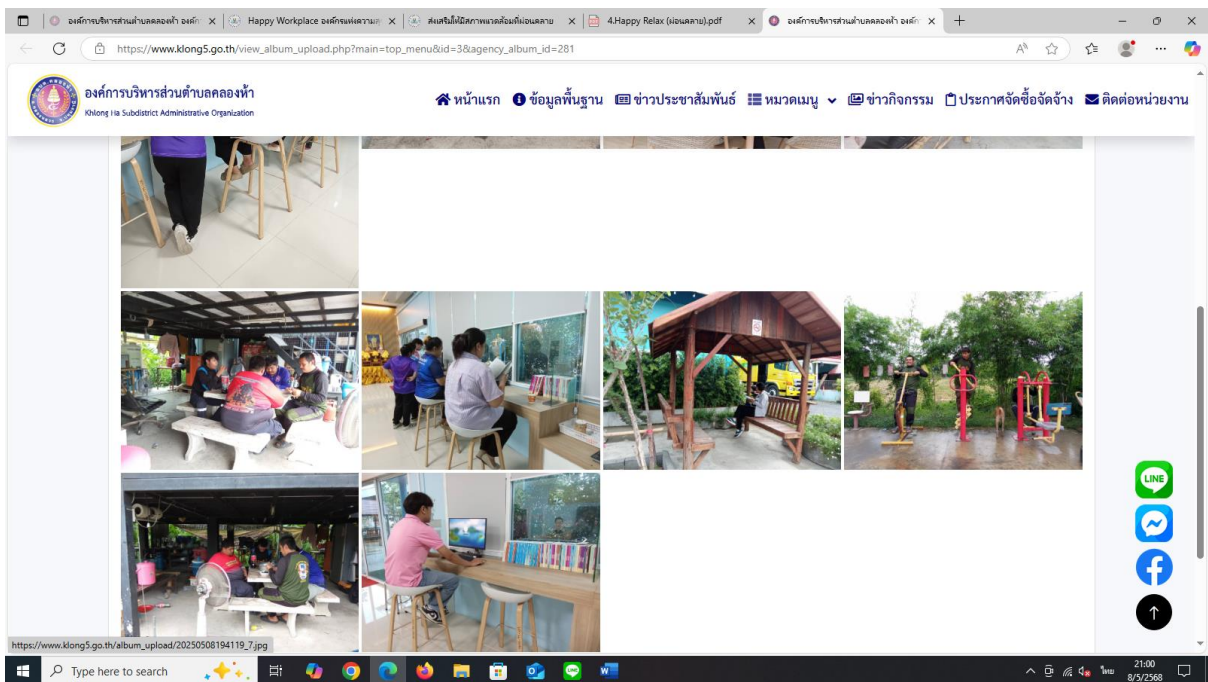 องค์การบริหารส่วนตำบลคลองห้า องค์ก
Happy Workplace องค์กรแห่งความสุ
ส่งเสริมให้มีสภาพแวดล้อมที่ผ่อนคลาย
4.Happy Relax (ผ่อนคลาย).pdf
องค์การบริหารส่วนตำบลคลองห้า องค์ก
https://www.klong5.go.th/view_album_upload.php?main=top_menu&id=3&agency_album_id=281
องค์การบริหารส่วนตำบลคลองห้า
Khlong Ha Subdistrict Administrative Organization
หน้าแรก
ข้อมูลพื้นฐาน
ข่าวประชาสัมพันธ์
หมวดเมนู
ข่าวกิจกรรม
ประกาศจัดซื้อจัดจ้าง
ติดต่อหน่วยงาน
LINE
https://www.klong5.go.th/album_upload/20250508194119_7.jpg
Type here to search
ไทย
21:00
8/5/2568